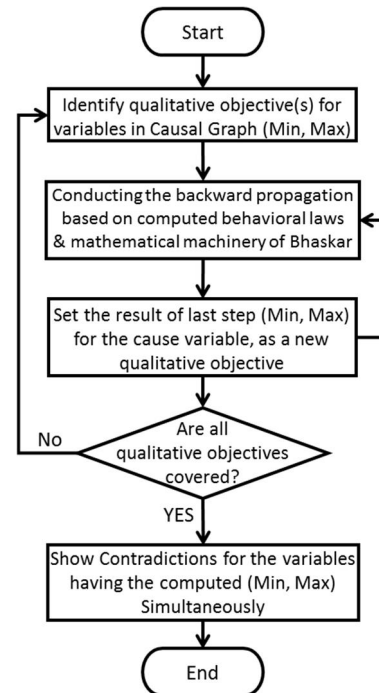 Start
Identify qualitative objective(s) for
variables in Causal Graph (Min, Max)
Conducting the backward propagation
based on computed behavioral laws
& mathematical machinery of Bhaskar
Set the result of last step (Min, Max)
for the cause variable, as a new
qualitative objective
Are all
qualitative objectives
covered?
No
YES
Show Contradictions for the variables
having the computed (Min, Max)
Simultaneously
End